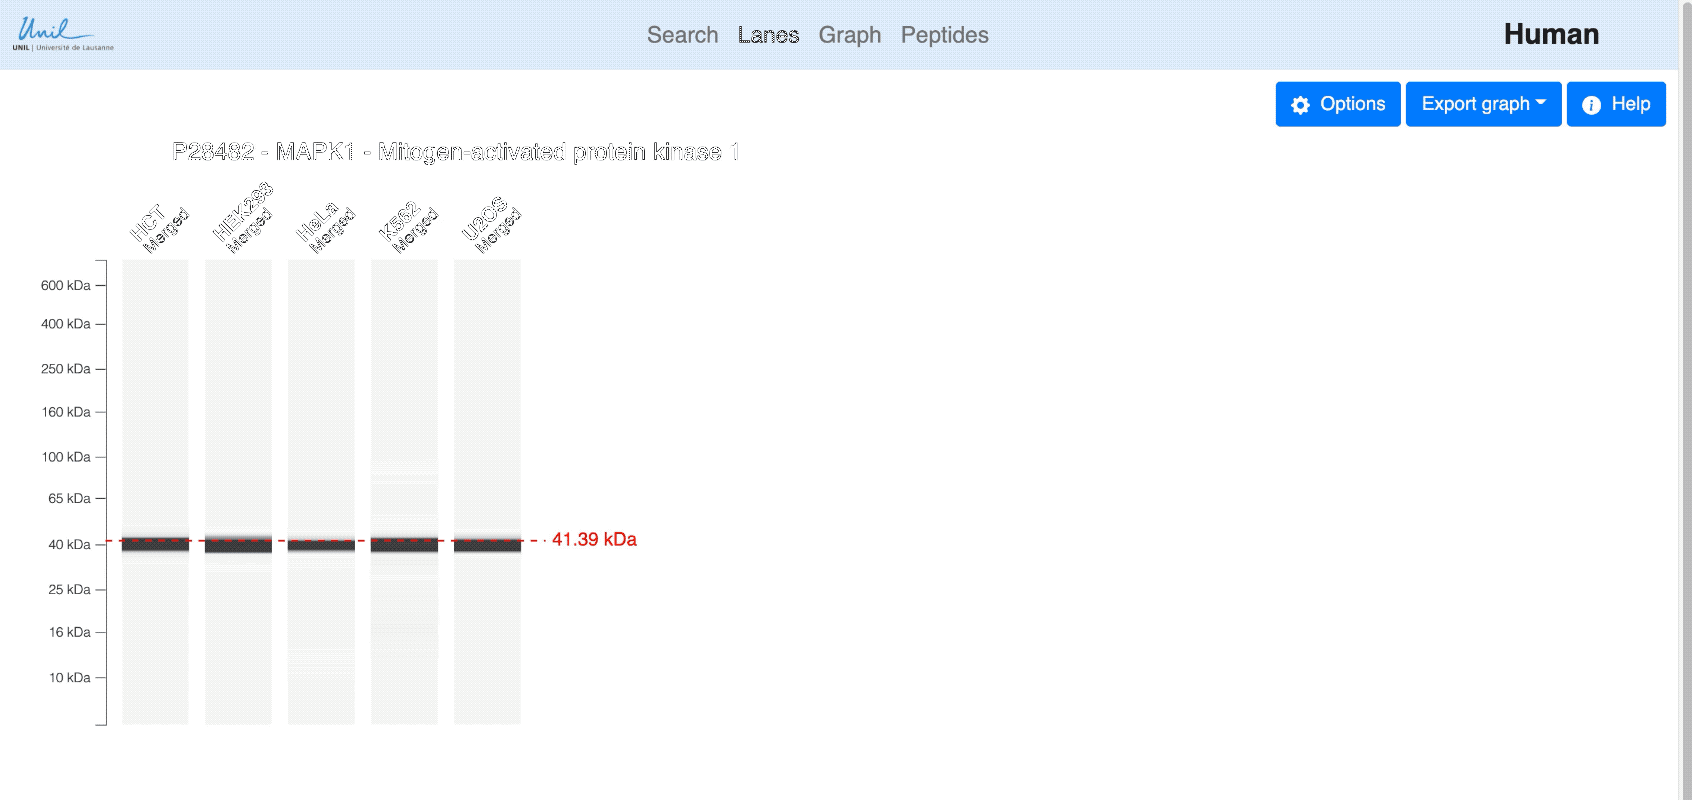 Unil
UNIL | Université de Lausanne
Search Lanes Graph Peptides
Human
Options Export graph Help
P28482 - MAPK1 - Mitogen-activated protein kinase 1
HCT
Merged
HEK293
Merged
HeLa
Merged
K562
Merged
U2OS
Merged
600 kDa
400 kDa
250 kDa
160 kDa
100 kDa
65 kDa
40 kDa
41.39 kDa
25 kDa
16 kDa
10 kDa